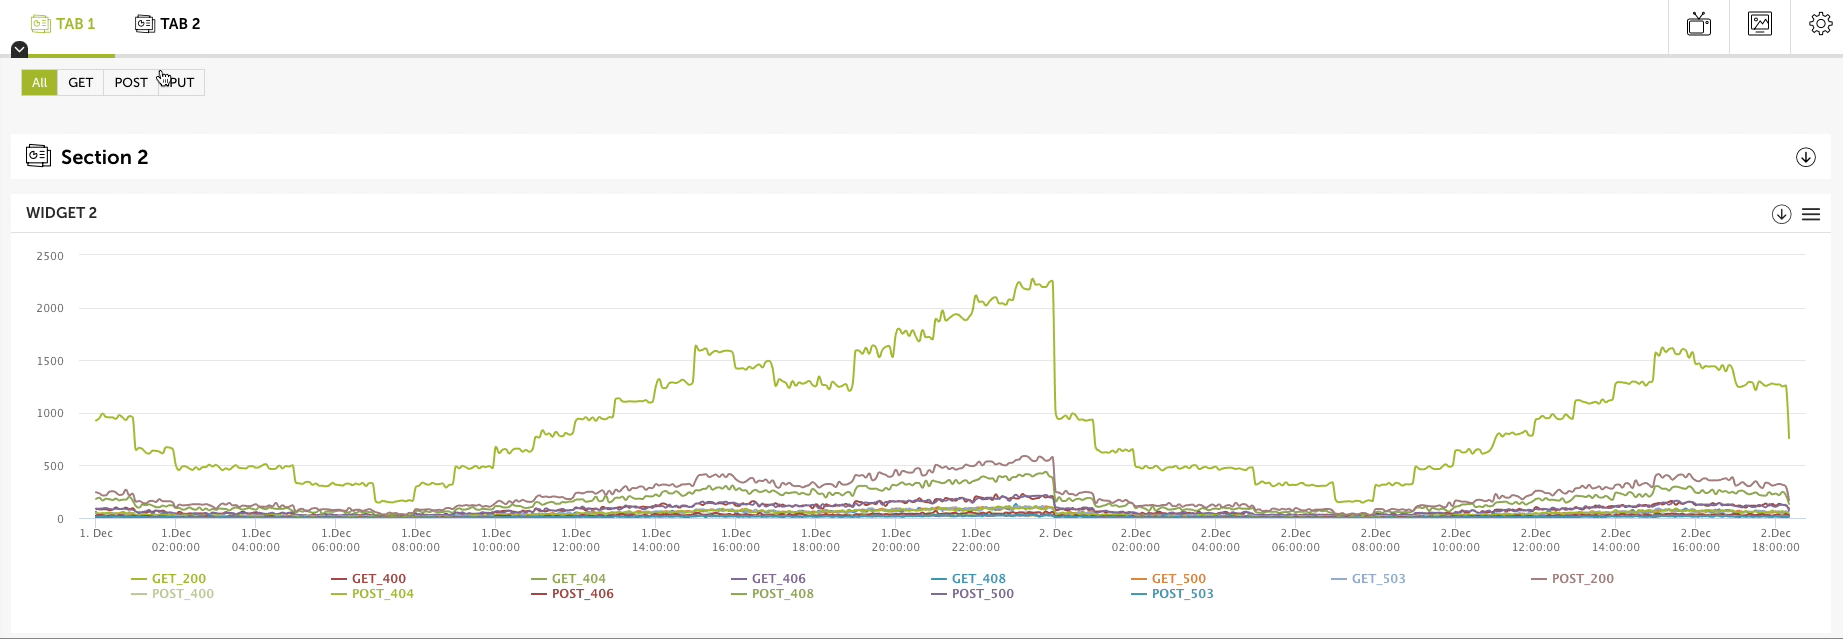 TAB 1 TAB 2
All GET POST PUT
Section 2
WIDGET 2
2500
2000
1500
1000
500
0
1. Dec 1.Dec 1.Dec 1.Dec 1.Dec 1.Dec 1.Dec 1.Dec 1.Dec 1.Dec 1.Dec 1.Dec 2. Dec 2.Dec 2.Dec 2.Dec 2.Dec 2.Dec 2.Dec 2.Dec 2.Dec 2.Dec
02:00:00 04:00:00 06:00:00 08:00:00 10:00:00 12:00:00 14:00:00 16:00:00 18:00:00 20:00:00 22:00:00 02:00:00 04:00:00 06:00:00 08:00:00 10:00:00 12:00:00 14:00:00 16:00:00 18:00:00
GET_200 GET_400 GET_404 GET_406 GET_408 GET_500 GET_503 POST_200
POST_400 POST_404 POST_406 POST_408 POST_500 POST_503